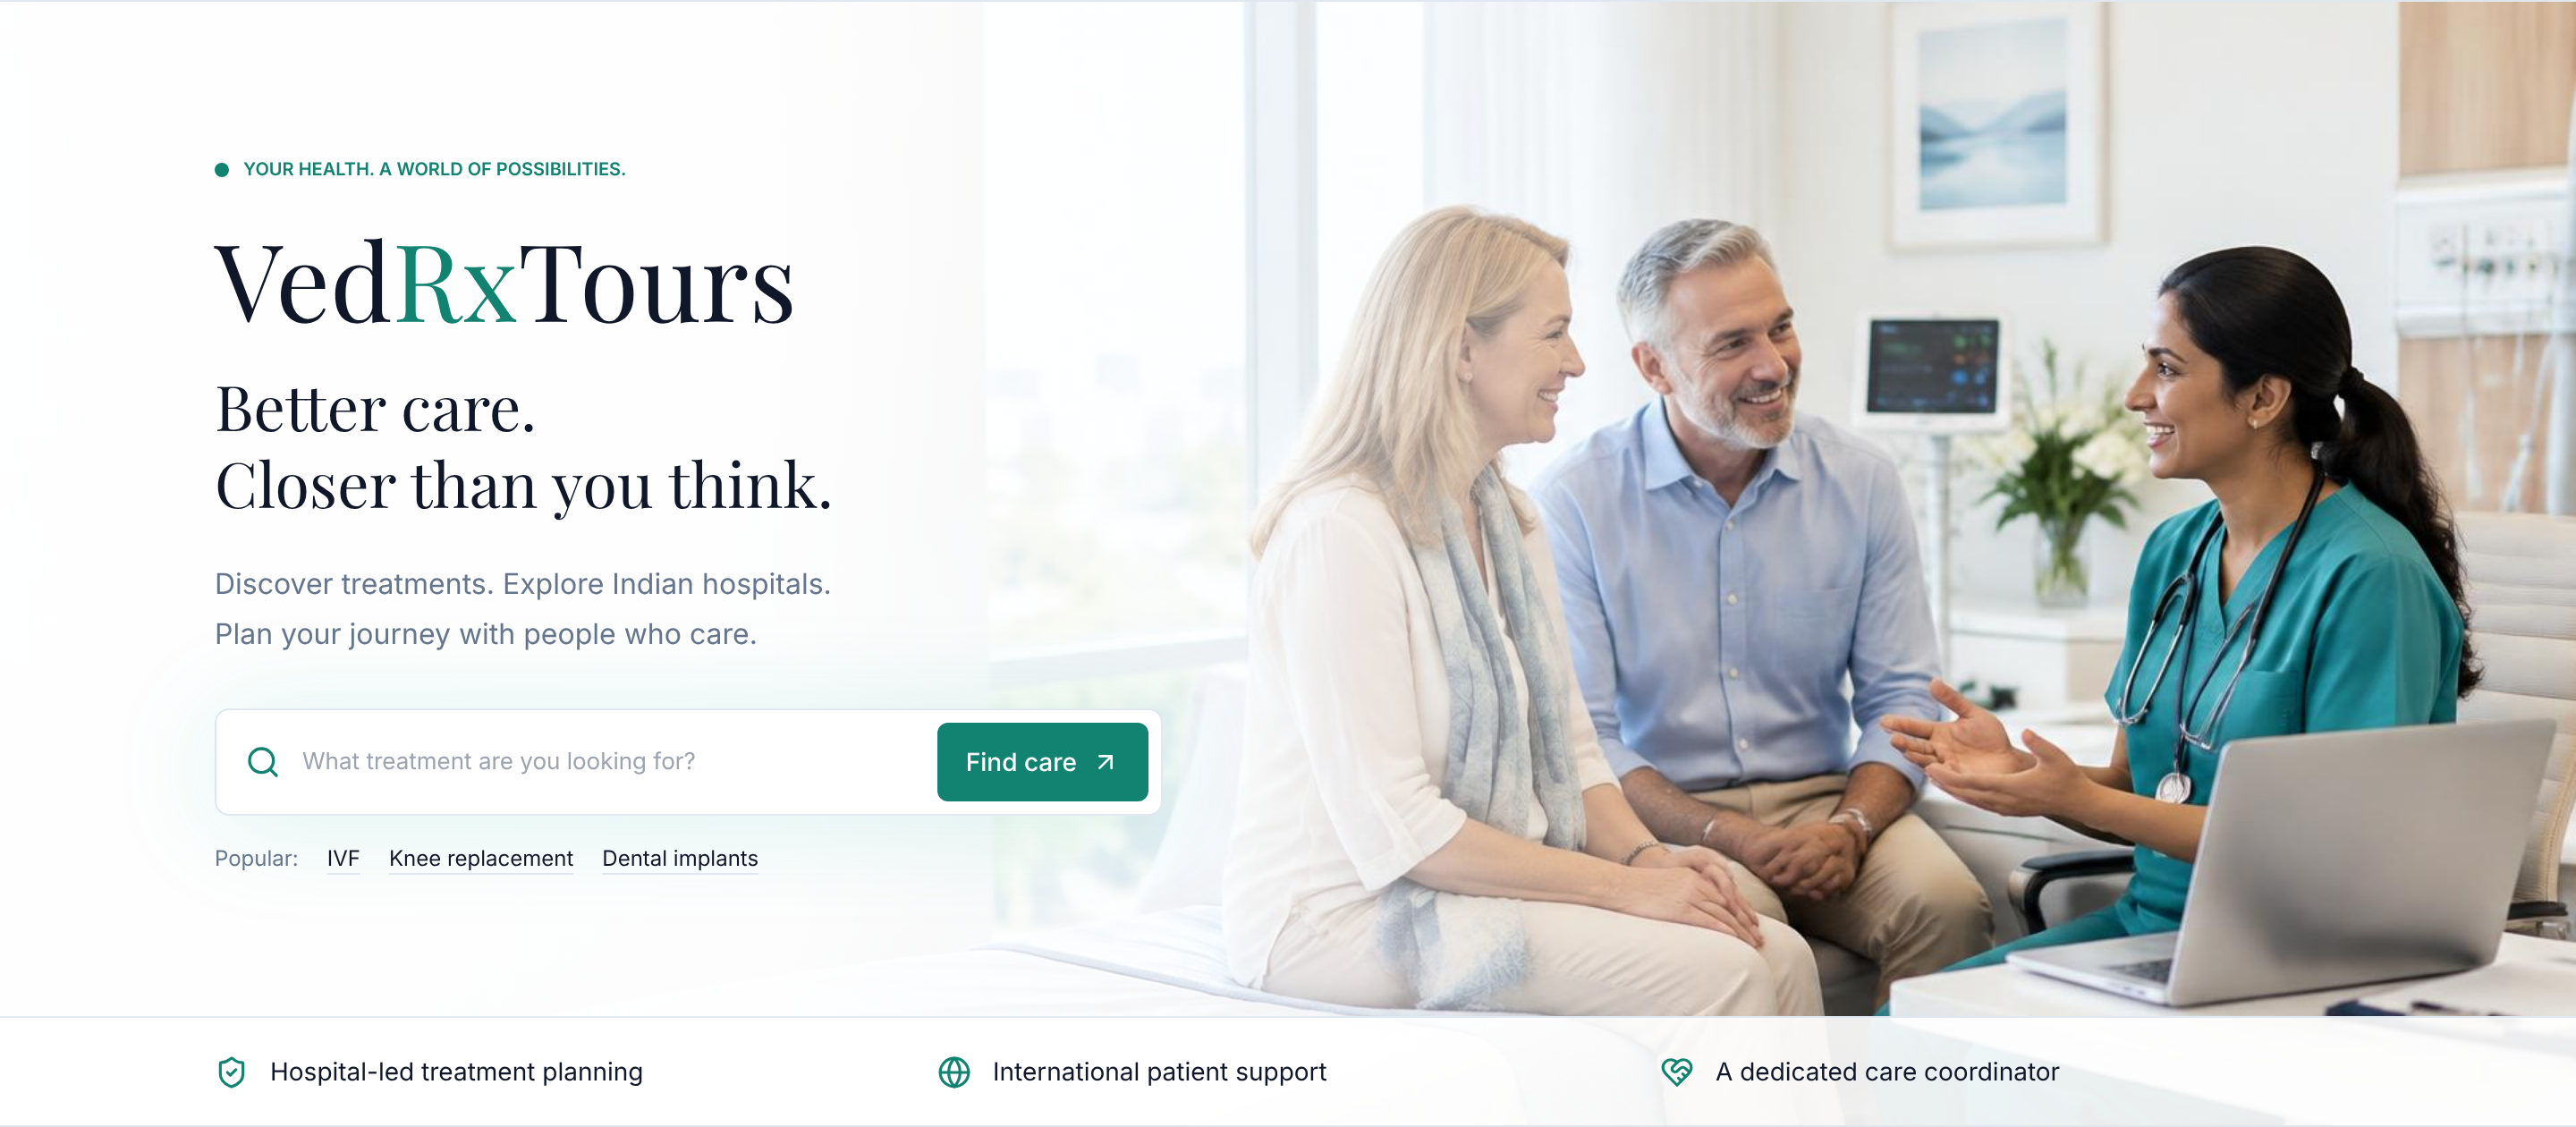 YOUR HEALTH. A WORLD OF POSSIBILITIES.
VedRxTours
Better care.
Closer than you think.
Discover treatments. Explore Indian hospitals.
Plan your journey with people who care.
What treatment are you looking for?
Find care
Popular: IVF Knee replacement Dental implants
Hospital-led treatment planning
International patient support
A dedicated care coordinator